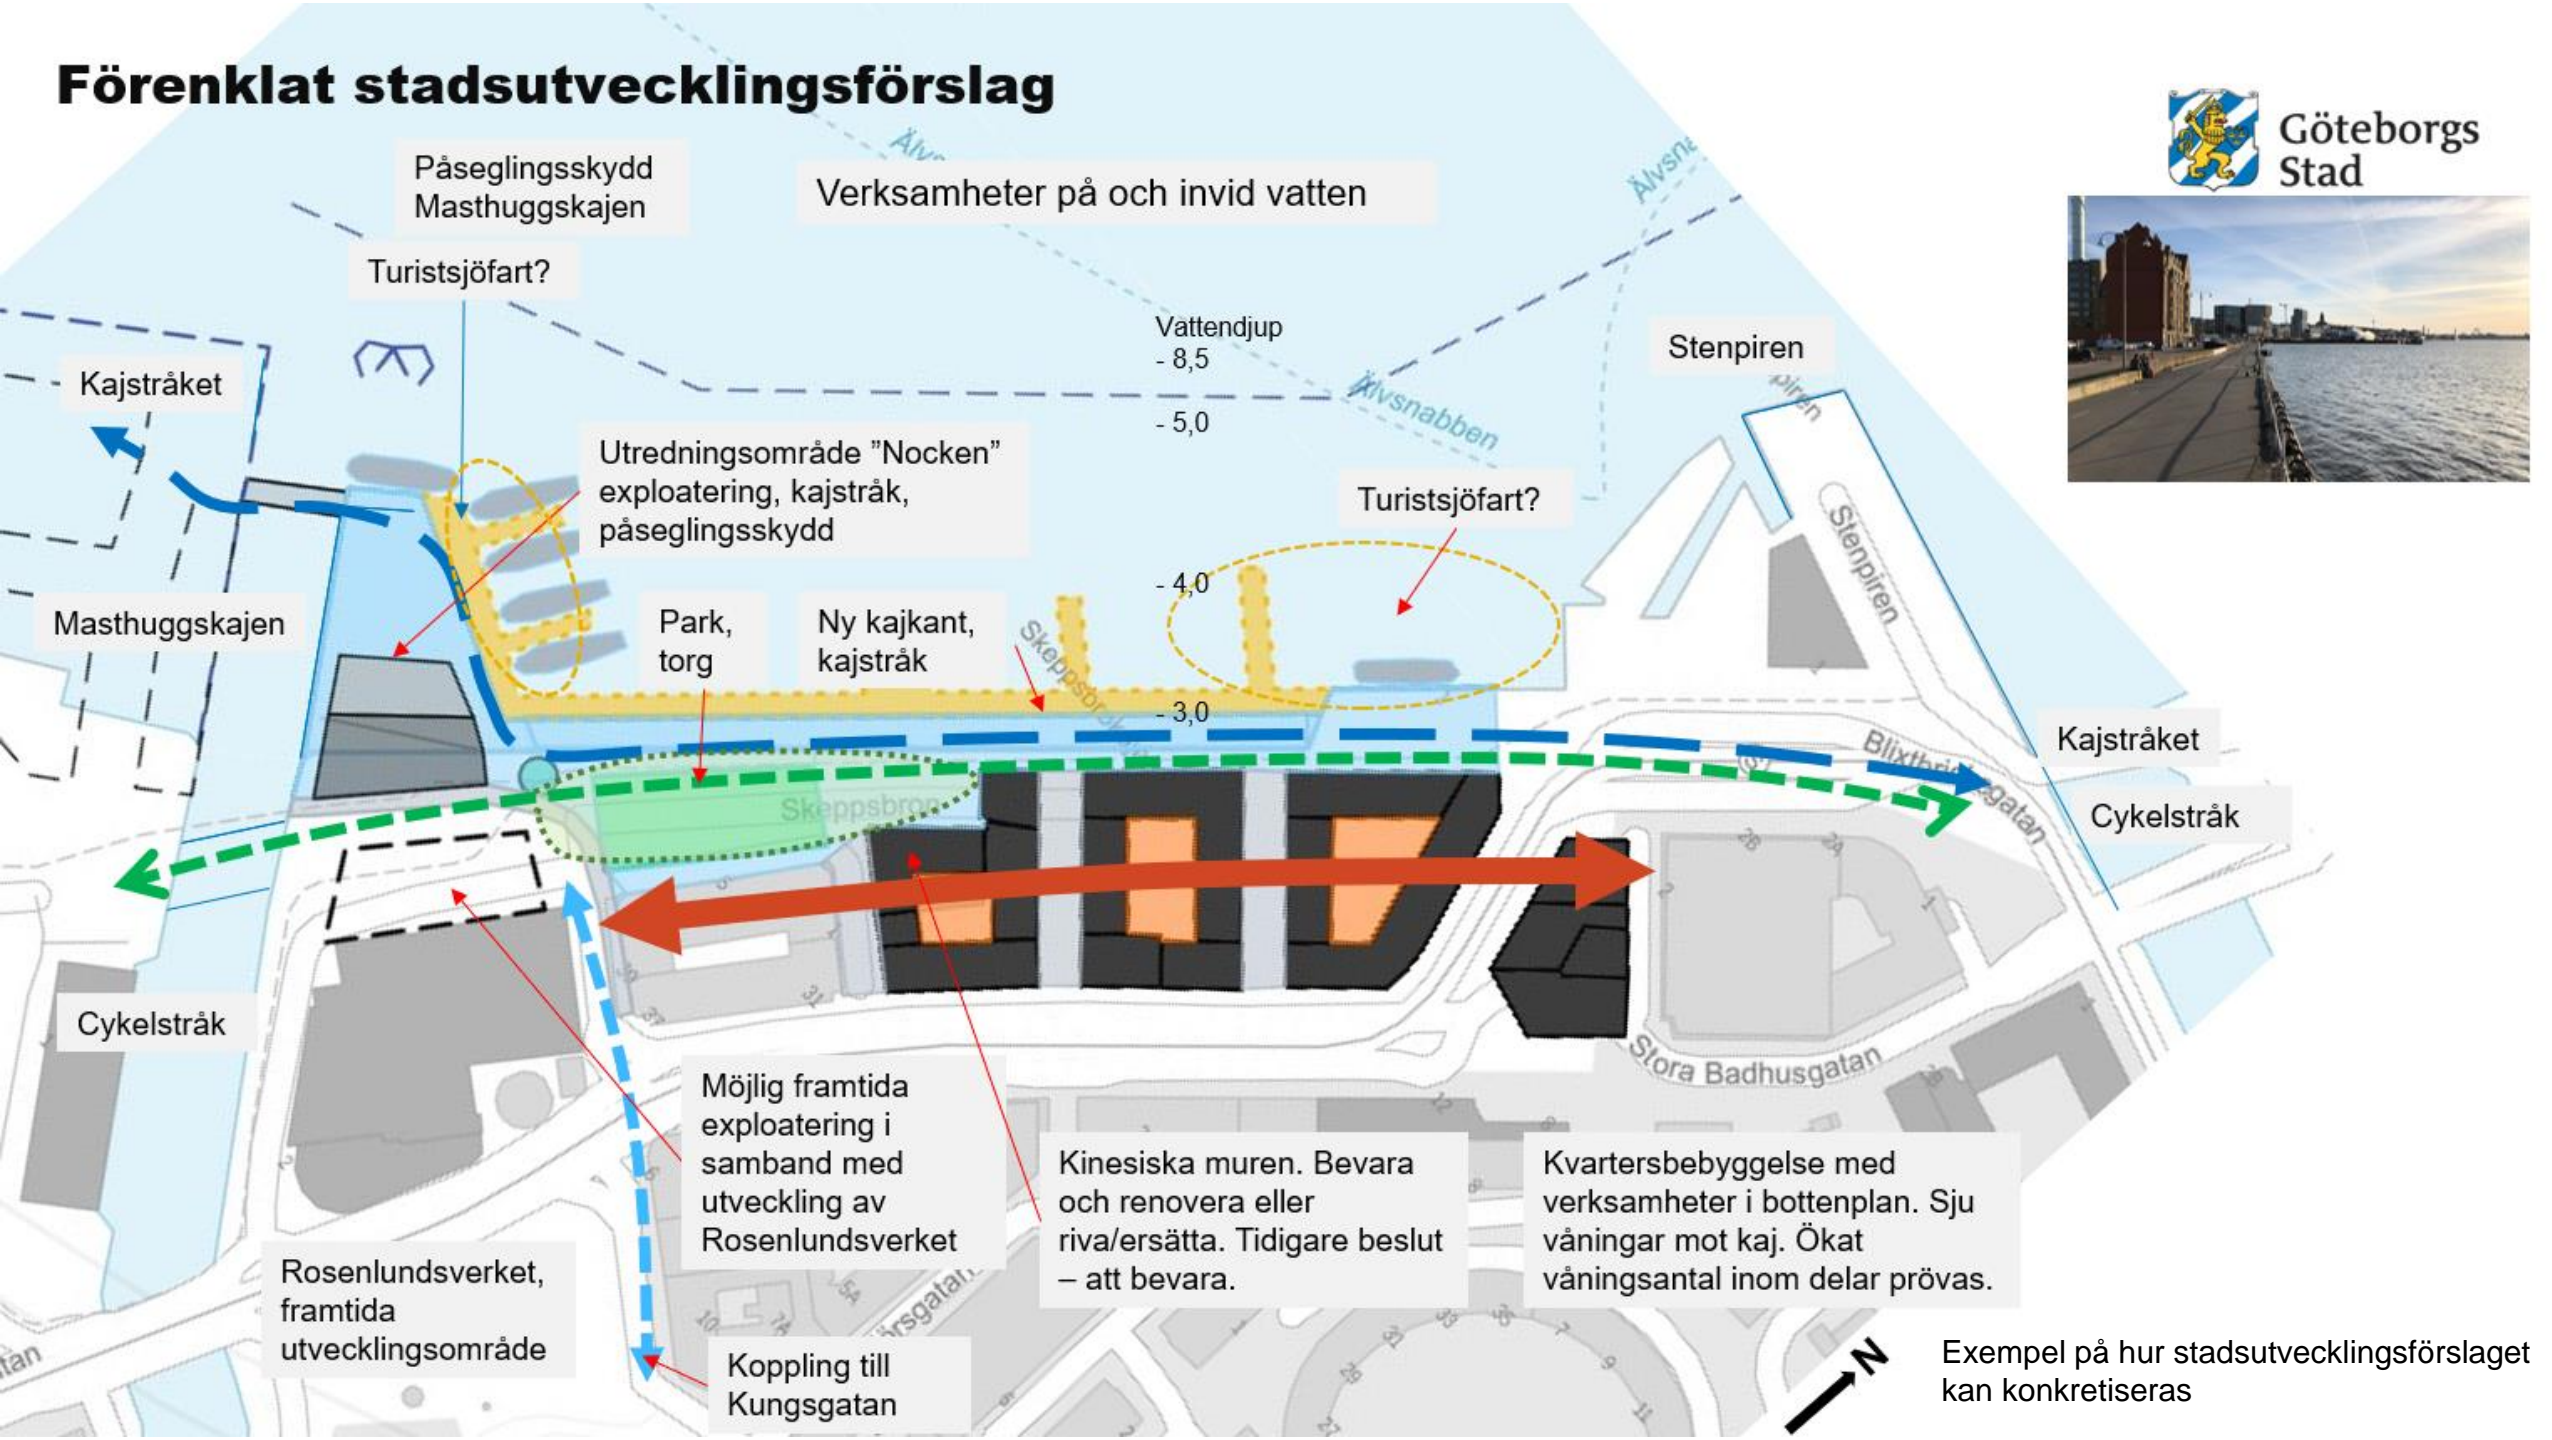 Förenklat stadsutvecklingsförslag
Göteborgs
Stad
Påseglingsskydd
Masthuggskajen
Verksamheter på och invid vatten
Turistsjöfart?
Vattendjup
- 8,5
- 5,0
- 4,0
- 3,0
Älvsnabben
Stenpiren
Kajstråket
Utredningsområde ”Nocken”
exploatering, kajstråk,
påseglingsskydd
Turistsjöfart?
Stenpiren
Masthuggskajen
Park,
torg
Ny kajkant,
kajstråk
Kajstråket
Cykelstråk
Skeppsbron
Cykelstråk
Stora Badhusgatan
Möjlig framtida
exploatering i
samband med
utveckling av
Rosenlundsverket
Kinesiska muren. Bevara
och renovera eller
riva/ersätta. Tidigare beslut
– att bevara.
Kvartersbebyggelse med
verksamheter i bottenplan. Sju
våningar mot kaj. Ökat
våningsantal inom delar prövas.
Rosenlundsverket,
framtida
utvecklingsområde
Koppling till
Kungsgatan
N
Exempel på hur stadsutvecklingsförslaget
kan konkretiseras